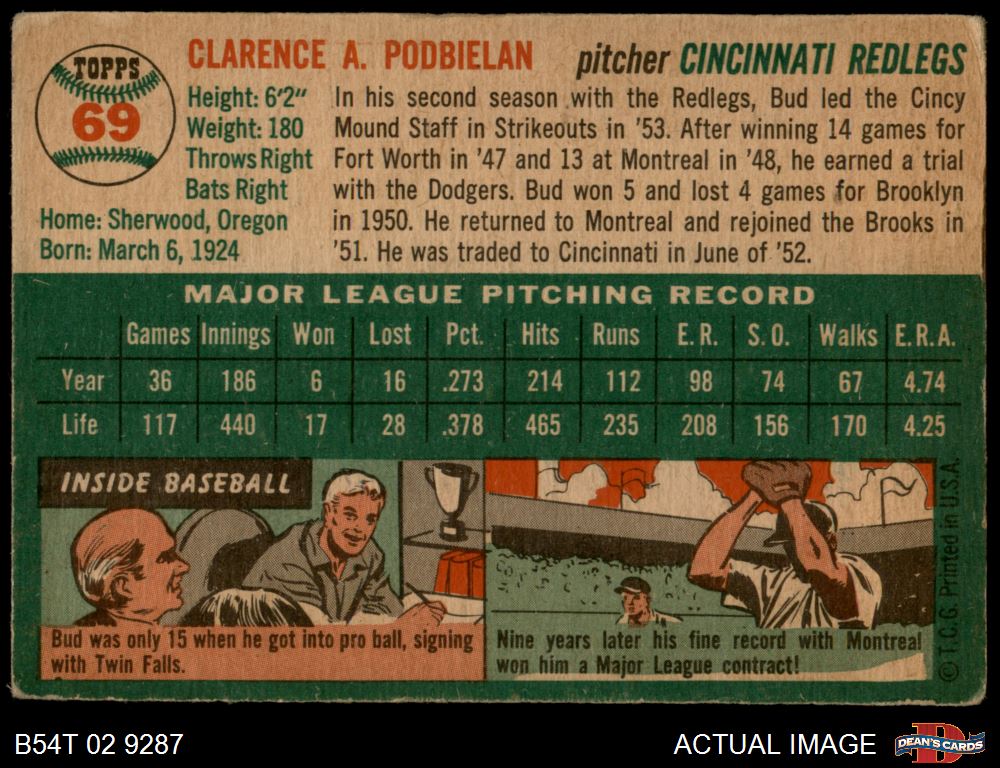 TOPPS
69
CLARENCE A. PODBIELAN
pitcher CINCINNATI REDLEGS
Height: 6'2"
Weight: 180
Throws Right
Bats Right
Home: Sherwood, Oregon
Born: March 6, 1924
In his second season with the Redlegs, Bud led the Cincy
Mound Staff in Strikeouts in '53. After winning 14 games for
Fort Worth in '47 and 13 at Montreal in '48, he earned a trial
with the Dodgers. Bud won 5 and lost 4 games for Brooklyn
in 1950. He returned to Montreal and rejoined the Brooks in
'51. He was traded to Cincinnati in June of '52.
MAJOR LEAGUE PITCHING RECORD
Games Innings Won Lost Pct. Hits Runs E.R. S.O. Walks E.R.A.
Year 36 186 6 16 .273 214 112 98 74 67 4.74
Life 117 440 17 28 .378 465 235 208 156 170 4.25
INSIDE BASEBALL
Bud was only 15 when he got into pro ball, signing
with Twin Falls.
Nine years later his fine record with Montreal
won him a Major League contract!
© T.C.G. Printed in U.S.A.
B54T 02 9287
ACTUAL IMAGE
D
DEAN'S CARDS